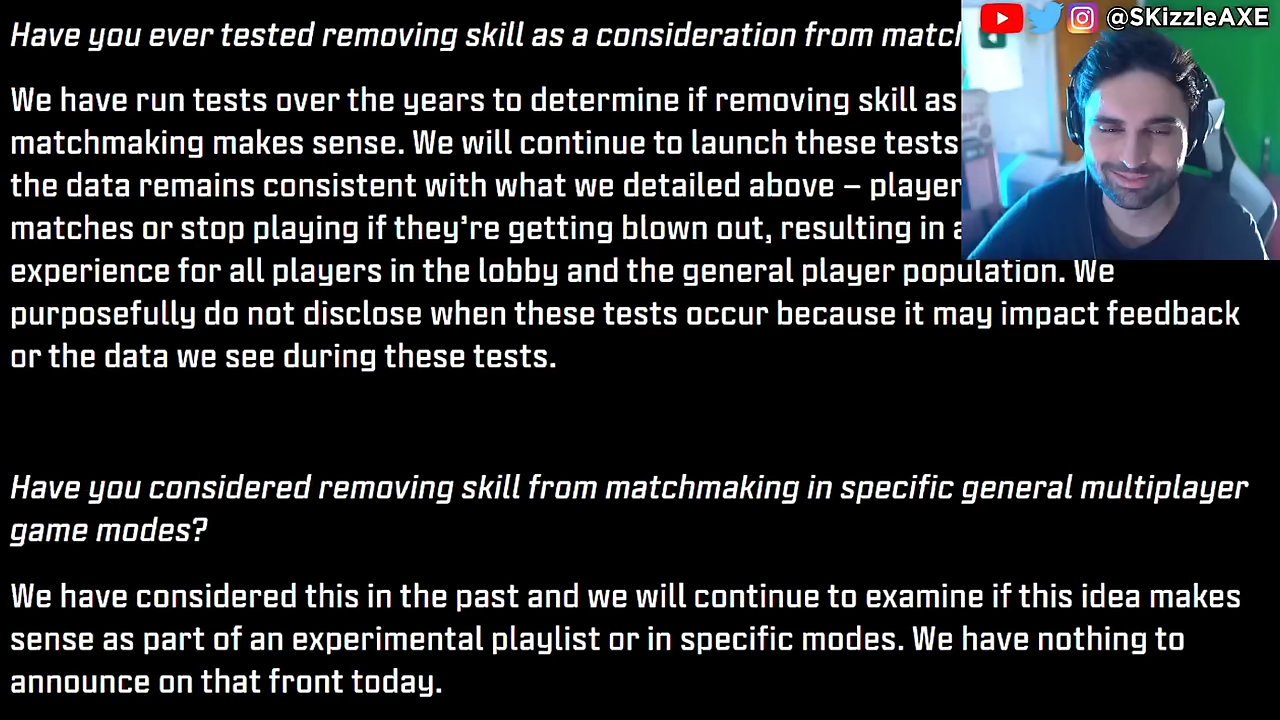 @SKizzleAXE
Have you ever tested removing skill as a consideration from
We have run tests over the years to determine if removing skill as
matchmaking makes sense. We will continue to launch these tests
the data remains consistent with what we detailed above –
matches or stop playing if they're getting blown out, resulting in
experience for all players in the lobby and the general player population. We
purposefully do not disclose when these tests occur because it may impact feedback
or the data we see during these tests.
Have you considered removing skill from matchmaking in specific general multiplayer
game modes?
We have considered this in the past and we will continue to examine if this idea makes
sense as part of an experimental playlist or in specific modes. We have nothing to
announce on that front today.